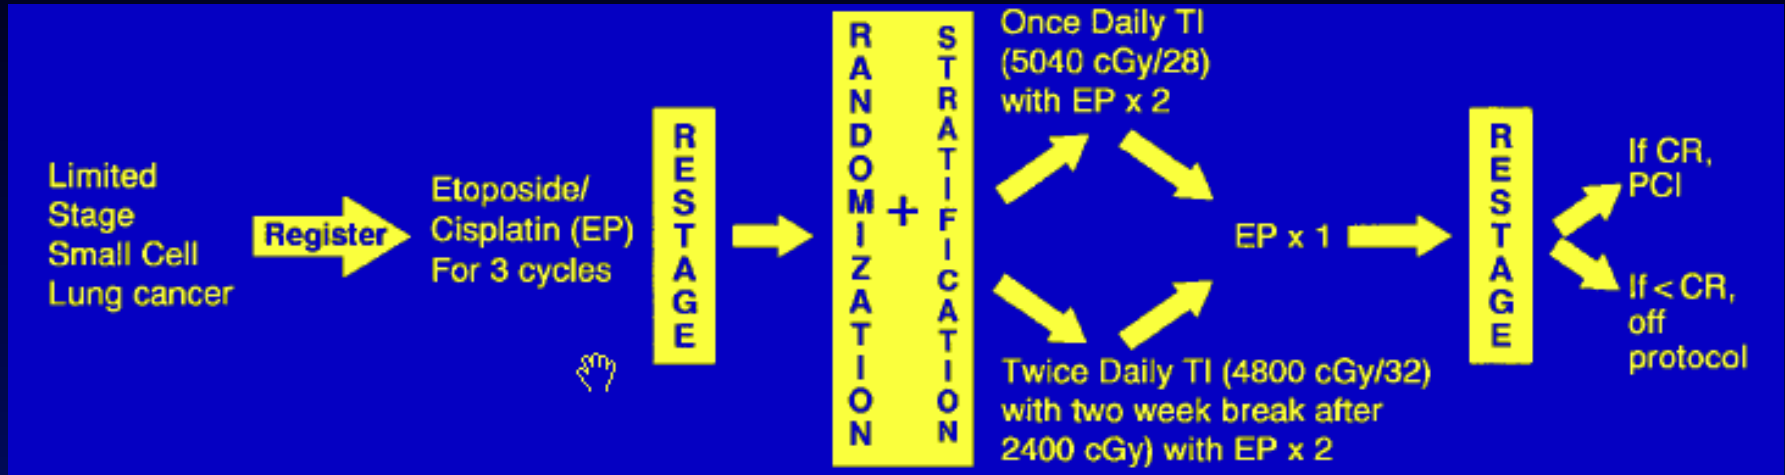 Limited
Stage
Small Cell
Lung cancer
Register
Etoposide/
Cisplatin (EP)
For 3 cycles
RESTAGE
RANDOMIZATION
+
STRATIFICATION
Once Daily TI
(5040 cGy/28)
with EP x 2
Twice Daily TI (4800 cGy/32)
with two week break after
2400 cGy) with EP x 2
EP x 1
RESTAGE
If CR,
PCI
If < CR,
off
protocol